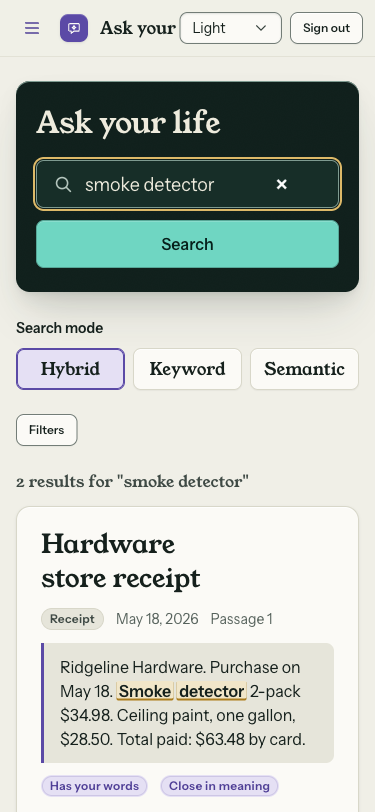 Ask your
Light
Sign out
Ask your life
smoke detector
Search
Search mode
Hybrid
Keyword
Semantic
Filters
2 results for "smoke detector"
Hardware
store receipt
Receipt May 18, 2026 Passage 1
Ridgeline Hardware. Purchase on
May 18. Smoke detector 2-pack
$34.98. Ceiling paint, one gallon,
$28.50. Total paid: $63.48 by card.
Has your words Close in meaning